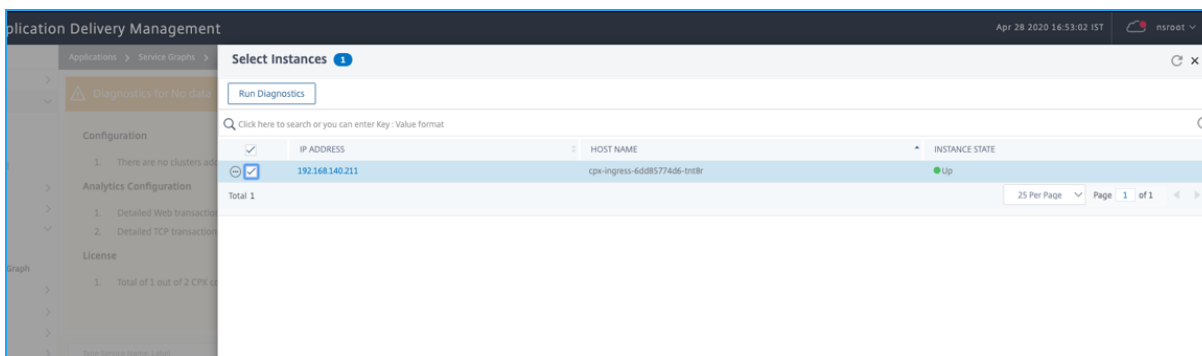 plication Delivery Management
Apr 28 2020 16:53:02 IST
nsroot
Applications > Service Graphs >
Select Instances 1
Diagnostics for No data
Run Diagnostics
Click here to search or you can enter Key : Value format
Configuration
IP ADDRESS HOST NAME INSTANCE STATE
1. There are no clusters add
192.168.140.211 cpx-ingress-6dd85774d6-tnt8r Up
Analytics Configuration
Total 1 25 Per Page Page 1 of 1
1. Detailed Web transaction
2. Detailed TCP transaction
License
Graph
1. Total of 1 out of 2 CPX co